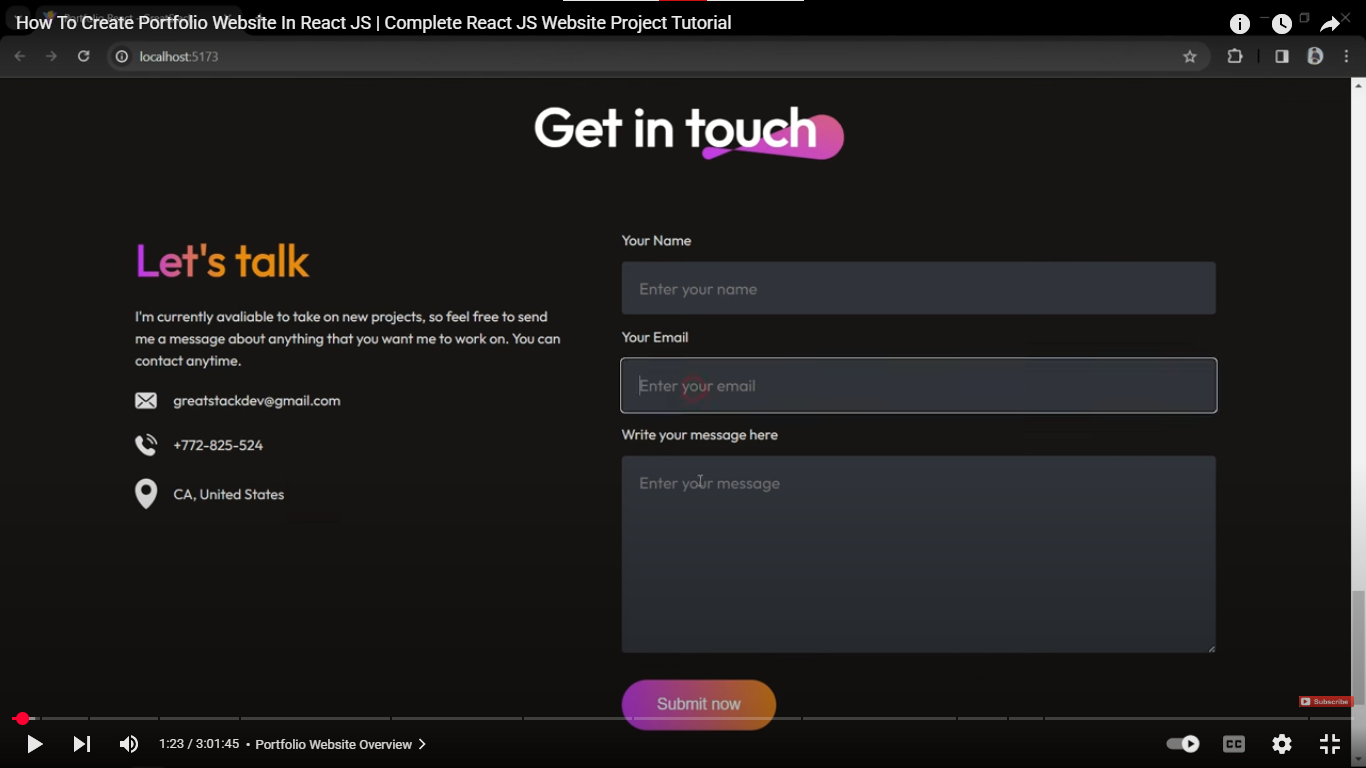 How To Create Portfolio Website In React JS | Complete React JS Website Project Tutorial
localhost:5173
Get in touch
Let's talk
I'm currently avaliable to take on new projects, so feel free to send
me a message about anything that you want me to work on. You can
contact anytime.
greatstackdev@gmail.com
+772-825-524
CA, United States
Your Name
Enter your name
Your Email
Enter your email
Write your message here
Enter your message
Submit now
Subscribe
1:23 / 3:01:45 • Portfolio Website Overview
CC